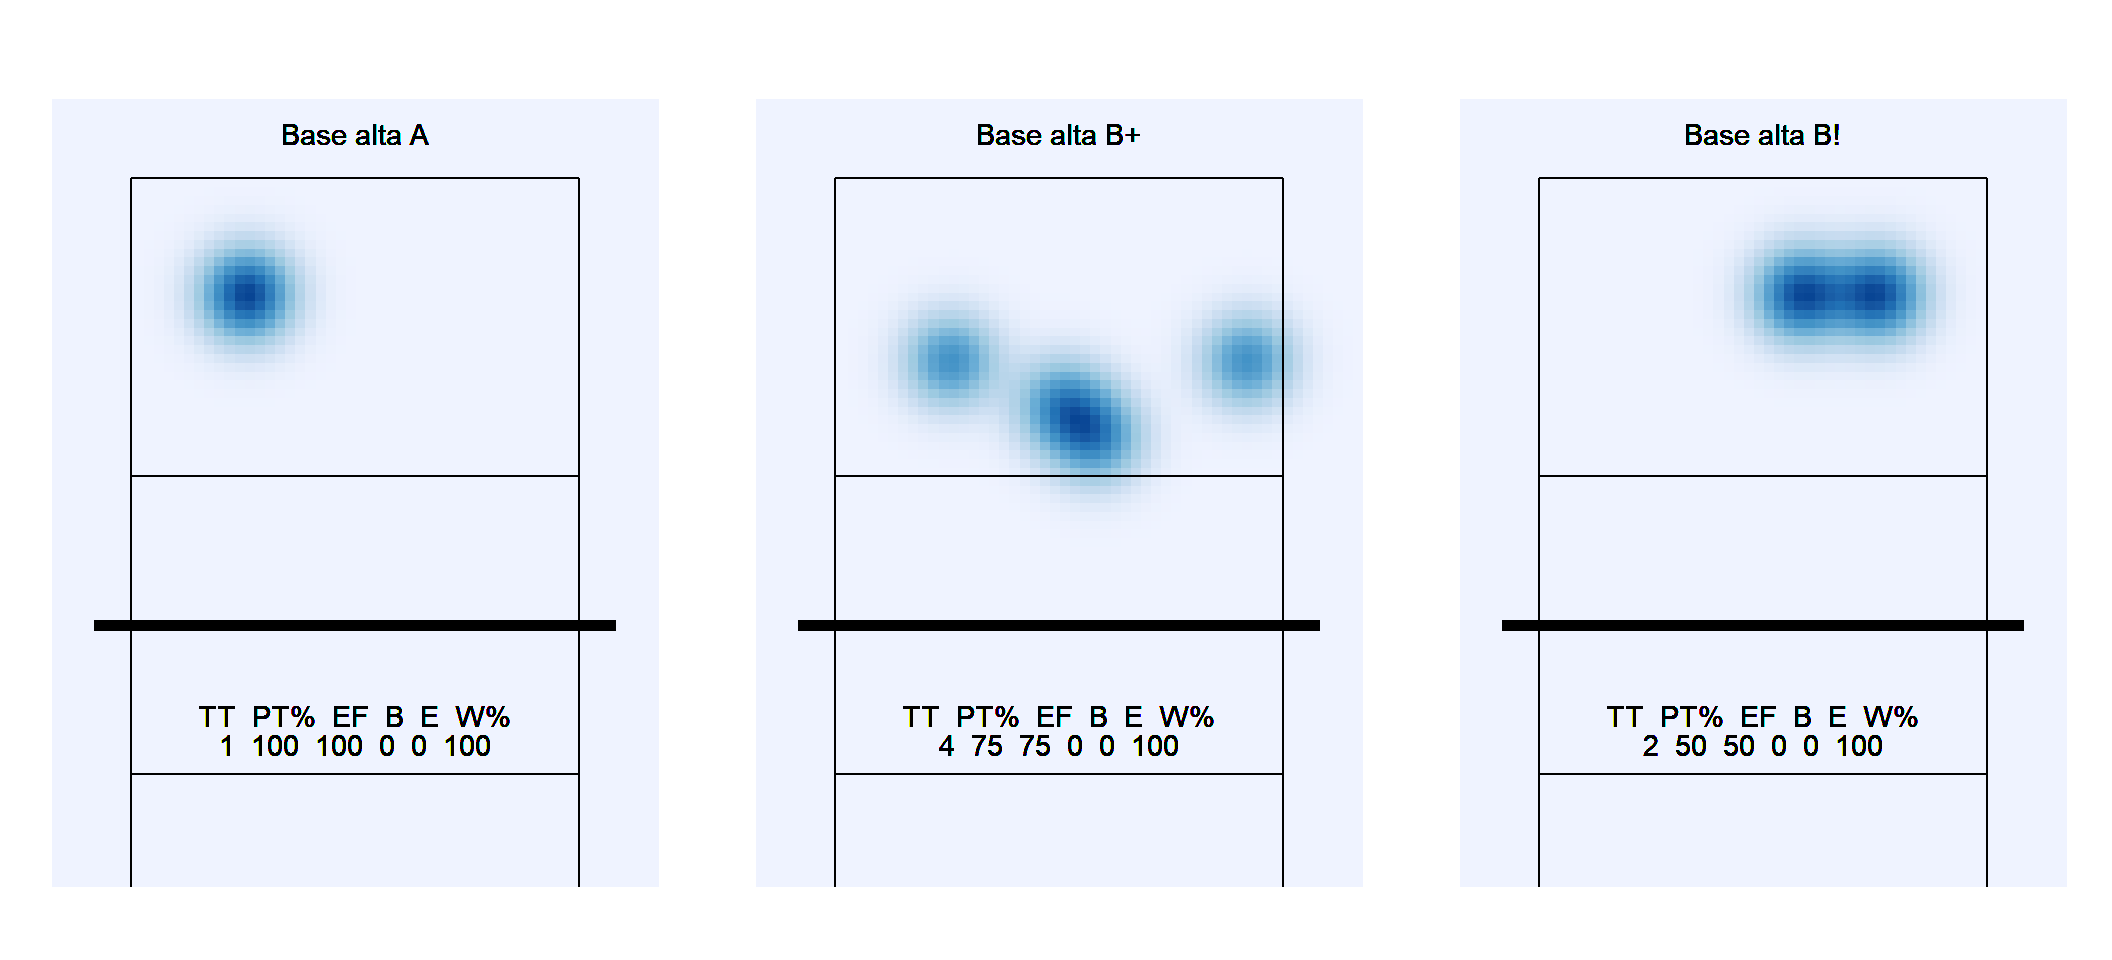 Base alta A
TT PT% EF B E W%
1 100 100 0 0 100
Base alta B+
TT PT% EF B E W%
4 75 75 0 0 100
Base alta B!
TT PT% EF B E W%
2 50 50 0 0 100